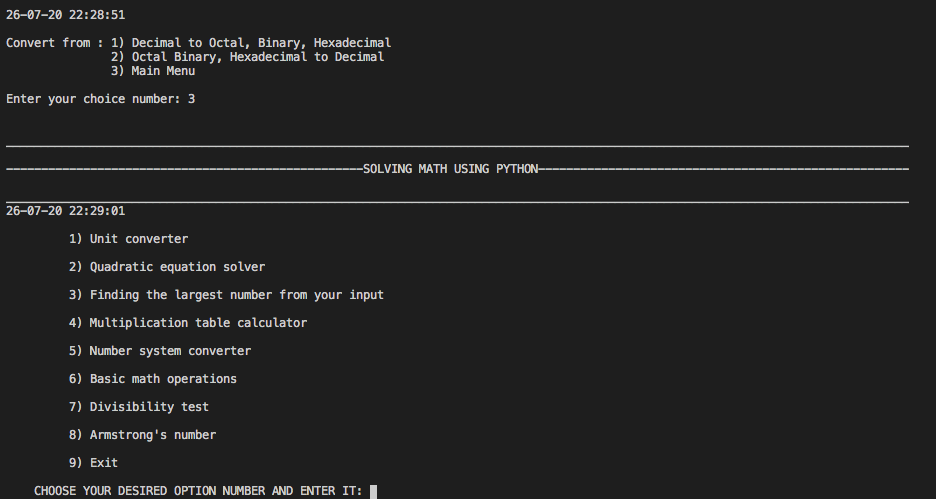 26-07-20 22:28:51
Convert from : 1) Decimal to Octal, Binary, Hexadecimal
2) Octal Binary, Hexadecimal to Decimal
3) Main Menu
Enter your choice number: 3
SOLVING MATH USING PYTHON
26-07-20 22:29:01
1) Unit converter
2) Quadratic equation solver
3) Finding the largest number from your input
4) Multiplication table calculator
5) Number system converter
6) Basic math operations
7) Divisibility test
8) Armstrong's number
9) Exit
CHOOSE YOUR DESIRED OPTION NUMBER AND ENTER IT: